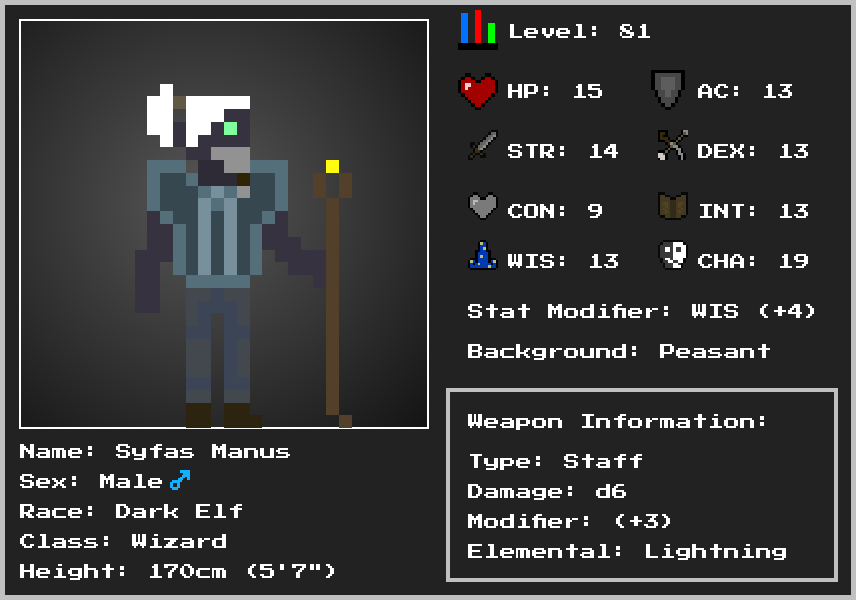 Level: 81
HP: 15
AC: 13
STR: 14
DEX: 13
CON: 9
INT: 13
WIS: 13
CHA: 19
Stat Modifier: WIS (+4)
Background: Peasant
Weapon Information:
Type: Staff
Damage: d6
Modifier: (+3)
Elemental: Lightning
Name: Syfas Manus
Sex: Male ♂
Race: Dark Elf
Class: Wizard
Height: 170cm (5'7")